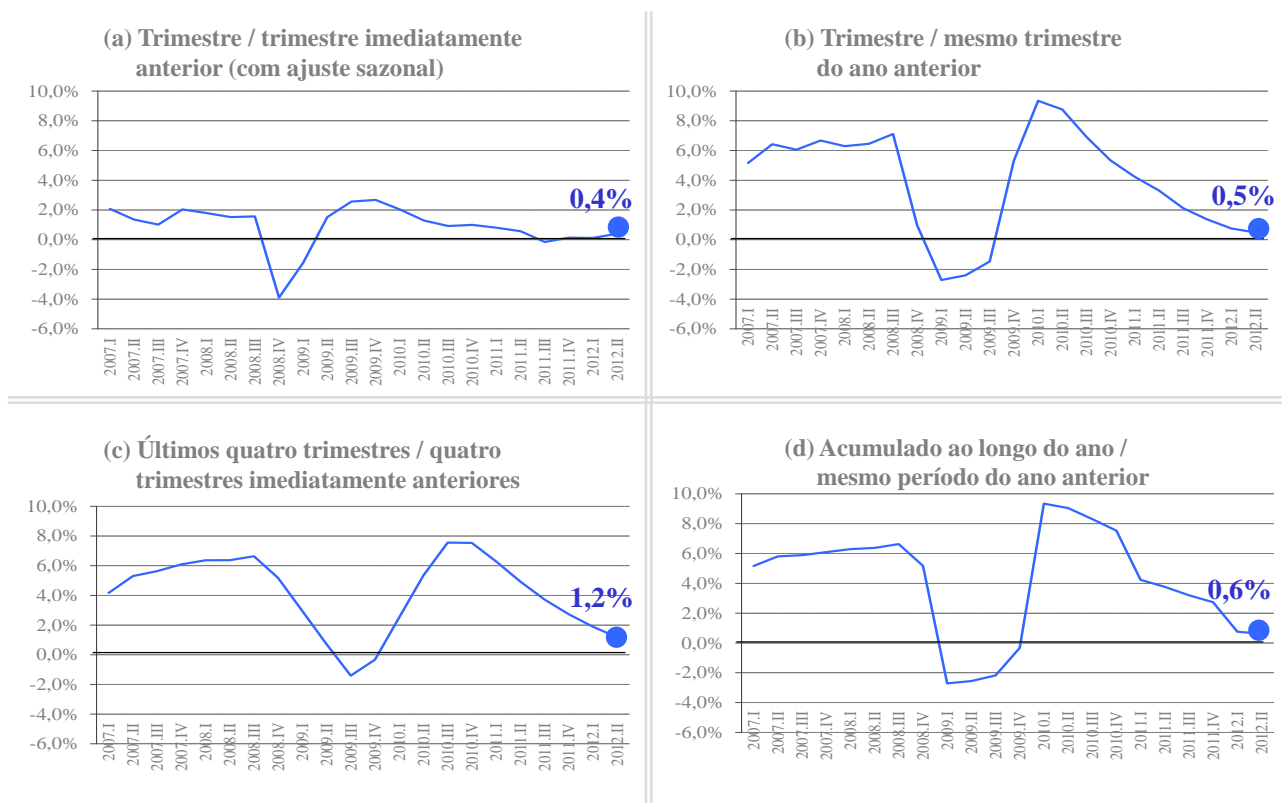 (a) Trimestre / trimestre imediatamente
anterior (com ajuste sazonal)
10,0%
8,0%
6,0%
4,0%
2,0%
0,0%
-2,0%
-4,0%
-6,0%
0,4%
2007.I
2007.II
2007.III
2007.IV
2008.I
2008.II
2008.III
2008.IV
2009.I
2009.II
2009.III
2009.IV
2010.I
2010.II
2010.III
2010.IV
2011.I
2011.II
2011.III
2011.IV
2012.I
2012.II
(b) Trimestre / mesmo trimestre
do ano anterior
10,0%
8,0%
6,0%
4,0%
2,0%
0,0%
-2,0%
-4,0%
-6,0%
0,5%
2007.I
2007.II
2007.III
2007.IV
2008.I
2008.II
2008.III
2008.IV
2009.I
2009.II
2009.III
2009.IV
2010.I
2010.II
2010.III
2010.IV
2011.I
2011.II
2011.III
2011.IV
2012.I
2012.II
(c) Últimos quatro trimestres / quatro
trimestres imediatamente anteriores
10,0%
8,0%
6,0%
4,0%
2,0%
0,0%
-2,0%
-4,0%
-6,0%
1,2%
2007.I
2007.II
2007.III
2007.IV
2008.I
2008.II
2008.III
2008.IV
2009.I
2009.II
2009.III
2009.IV
2010.I
2010.II
2010.III
2010.IV
2011.I
2011.II
2011.III
2011.IV
2012.I
2012.II
(d) Acumulado ao longo do ano /
mesmo período do ano anterior
10,0%
8,0%
6,0%
4,0%
2,0%
0,0%
-2,0%
-4,0%
-6,0%
0,6%
2007.I
2007.II
2007.III
2007.IV
2008.I
2008.II
2008.III
2008.IV
2009.I
2009.II
2009.III
2009.IV
2010.I
2010.II
2010.III
2010.IV
2011.I
2011.II
2011.III
2011.IV
2012.I
2012.II